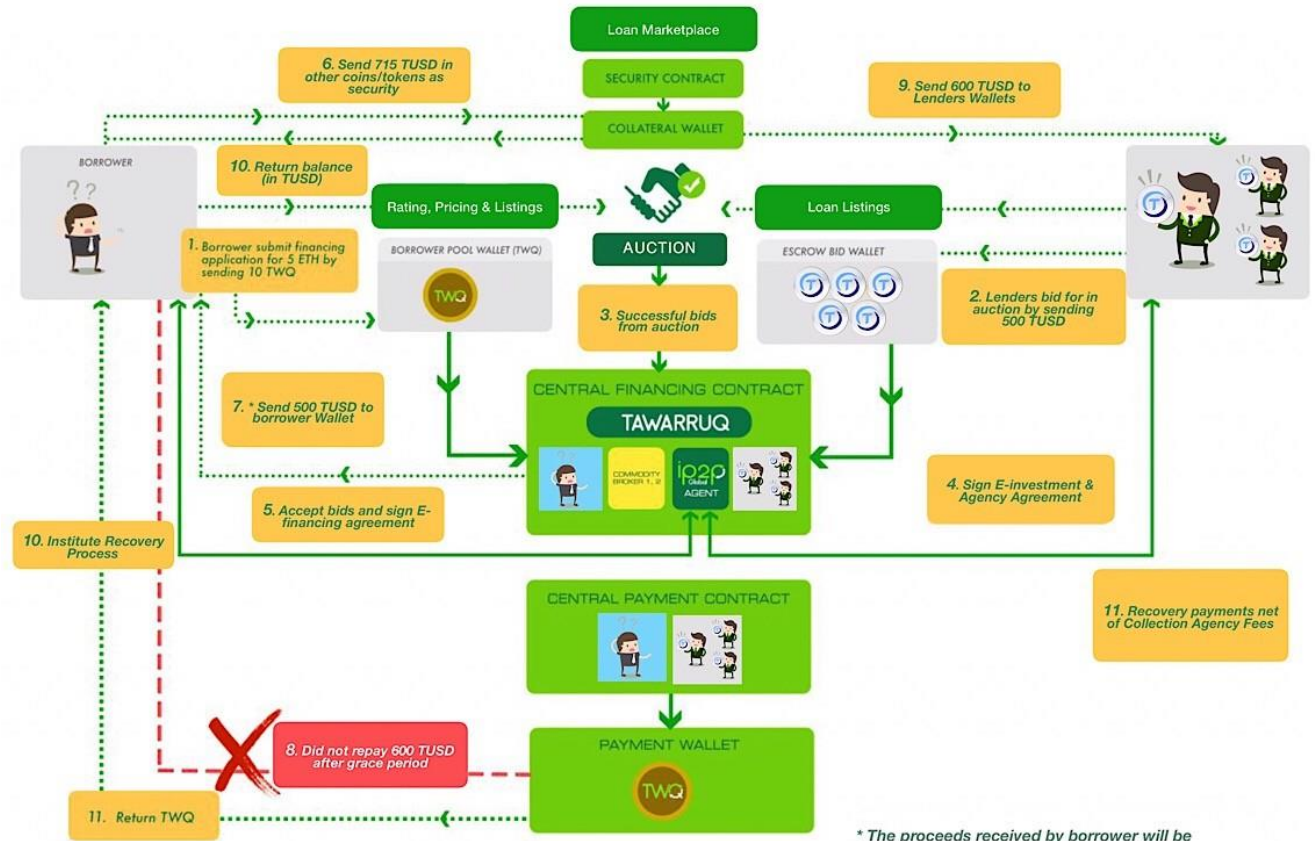 Loan Marketplace
SECURITY CONTRACT
COLLATERAL WALLET
6. Send 715 TUSD in
other coins/tokens as
security
9. Send 600 TUSD to
Lenders Wallets
BORROWER
??
10. Return balance
(in TUSD)
Rating, Pricing & Listings
Loan Listings
1. Borrower submit financing
application for 5 ETH by
sending 10 TWQ
BORROWER POOL WALLET (TWQ)
TWQ
AUCTION
ESCROW BID WALLET
T T T
T T
T
T
T
2. Lenders bid for in
auction by sending
500 TUSD
3. Successful bids
from auction
7. * Send 500 TUSD to
borrower Wallet
CENTRAL FINANCING CONTRACT
TAWARRUQ
COMMODITY
BROKER 1, 2
ip2p
Global
AGENT
4. Sign E-investment &
Agency Agreement
5. Accept bids and sign E-
financing agreement
10. Institute Recovery
Process
CENTRAL PAYMENT CONTRACT
??
11. Recovery payments net
of Collection Agency Fees
8. Did not repay 600 TUSD
after grace period
PAYMENT WALLET
TWQ
11. Return TWQ
* The proceeds received by borrower will be